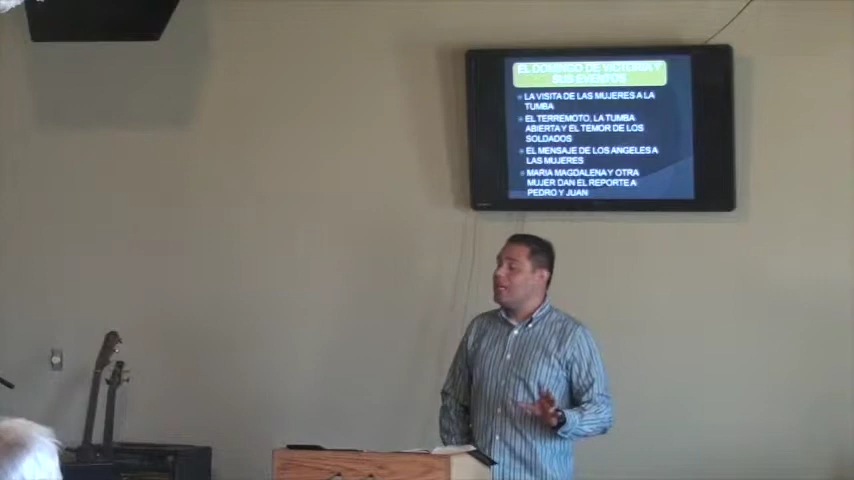 EL DOMINGO DE VICTORIA Y
SUS EVENTOS
LA VISITA DE LAS MUJERES A LA
TUMBA
EL TERREMOTO, LA TUMBA
ABIERTA Y EL TEMOR DE LOS
SOLDADOS
EL MENSAJE DE LOS ANGELES A
LAS MUJERES
MARIA MAGDALENA Y OTRA
MUJER DAN EL REPORTE A
PEDRO Y JUAN